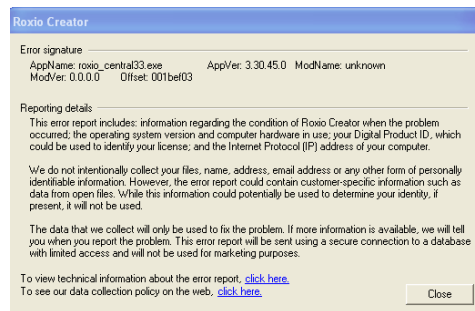 Roxio Creator
Error signature
AppName: roxio_central33.exe AppVer: 3.30.45.0 ModName: unknown
ModVer: 0.0.0.0 Offset: 001bef03
Reporting details
This error report includes: information regarding the condition of Roxio Creator when the problem
occurred; the operating system version and computer hardware in use; your Digital Product ID, which
could be used to identify your license; and the Internet Protocol (IP) address of your computer.
We do not intentionally collect your files, name, address, email address or any other form of personally
identifiable information. However, the error report could contain customer-specific information such as
data from open files. While this information could potentially be used to determine your identity, if
present, it will not be used.
The data that we collect will only be used to fix the problem. If more information is available, we will tell
you when you report the problem. This error report will be sent using a secure connection to a database
with limited access and will not be used for marketing purposes.
To view technical information about the error report, click here.
To see our data collection policy on the web, click here.
Close